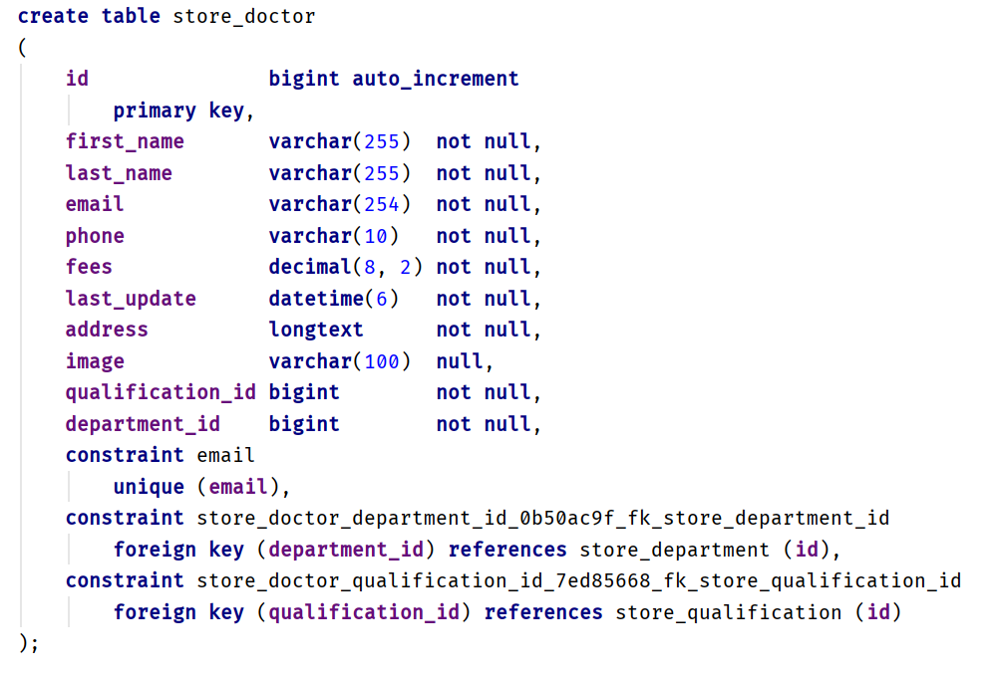 create table store_doctor
(
    id               bigint auto_increment
        primary key,
    first_name       varchar(255)  not null,
    last_name        varchar(255)  not null,
    email            varchar(254)  not null,
    phone            varchar(10)   not null,
    fees             decimal(8, 2) not null,
    last_update      datetime(6)   not null,
    address          longtext      not null,
    image            varchar(100)  null,
    qualification_id bigint        not null,
    department_id    bigint        not null,
    constraint email
        unique (email),
    constraint store_doctor_department_id_0b50ac9f_fk_store_department_id
        foreign key (department_id) references store_department (id),
    constraint store_doctor_qualification_id_7ed85668_fk_store_qualification_id
        foreign key (qualification_id) references store_qualification (id)
);